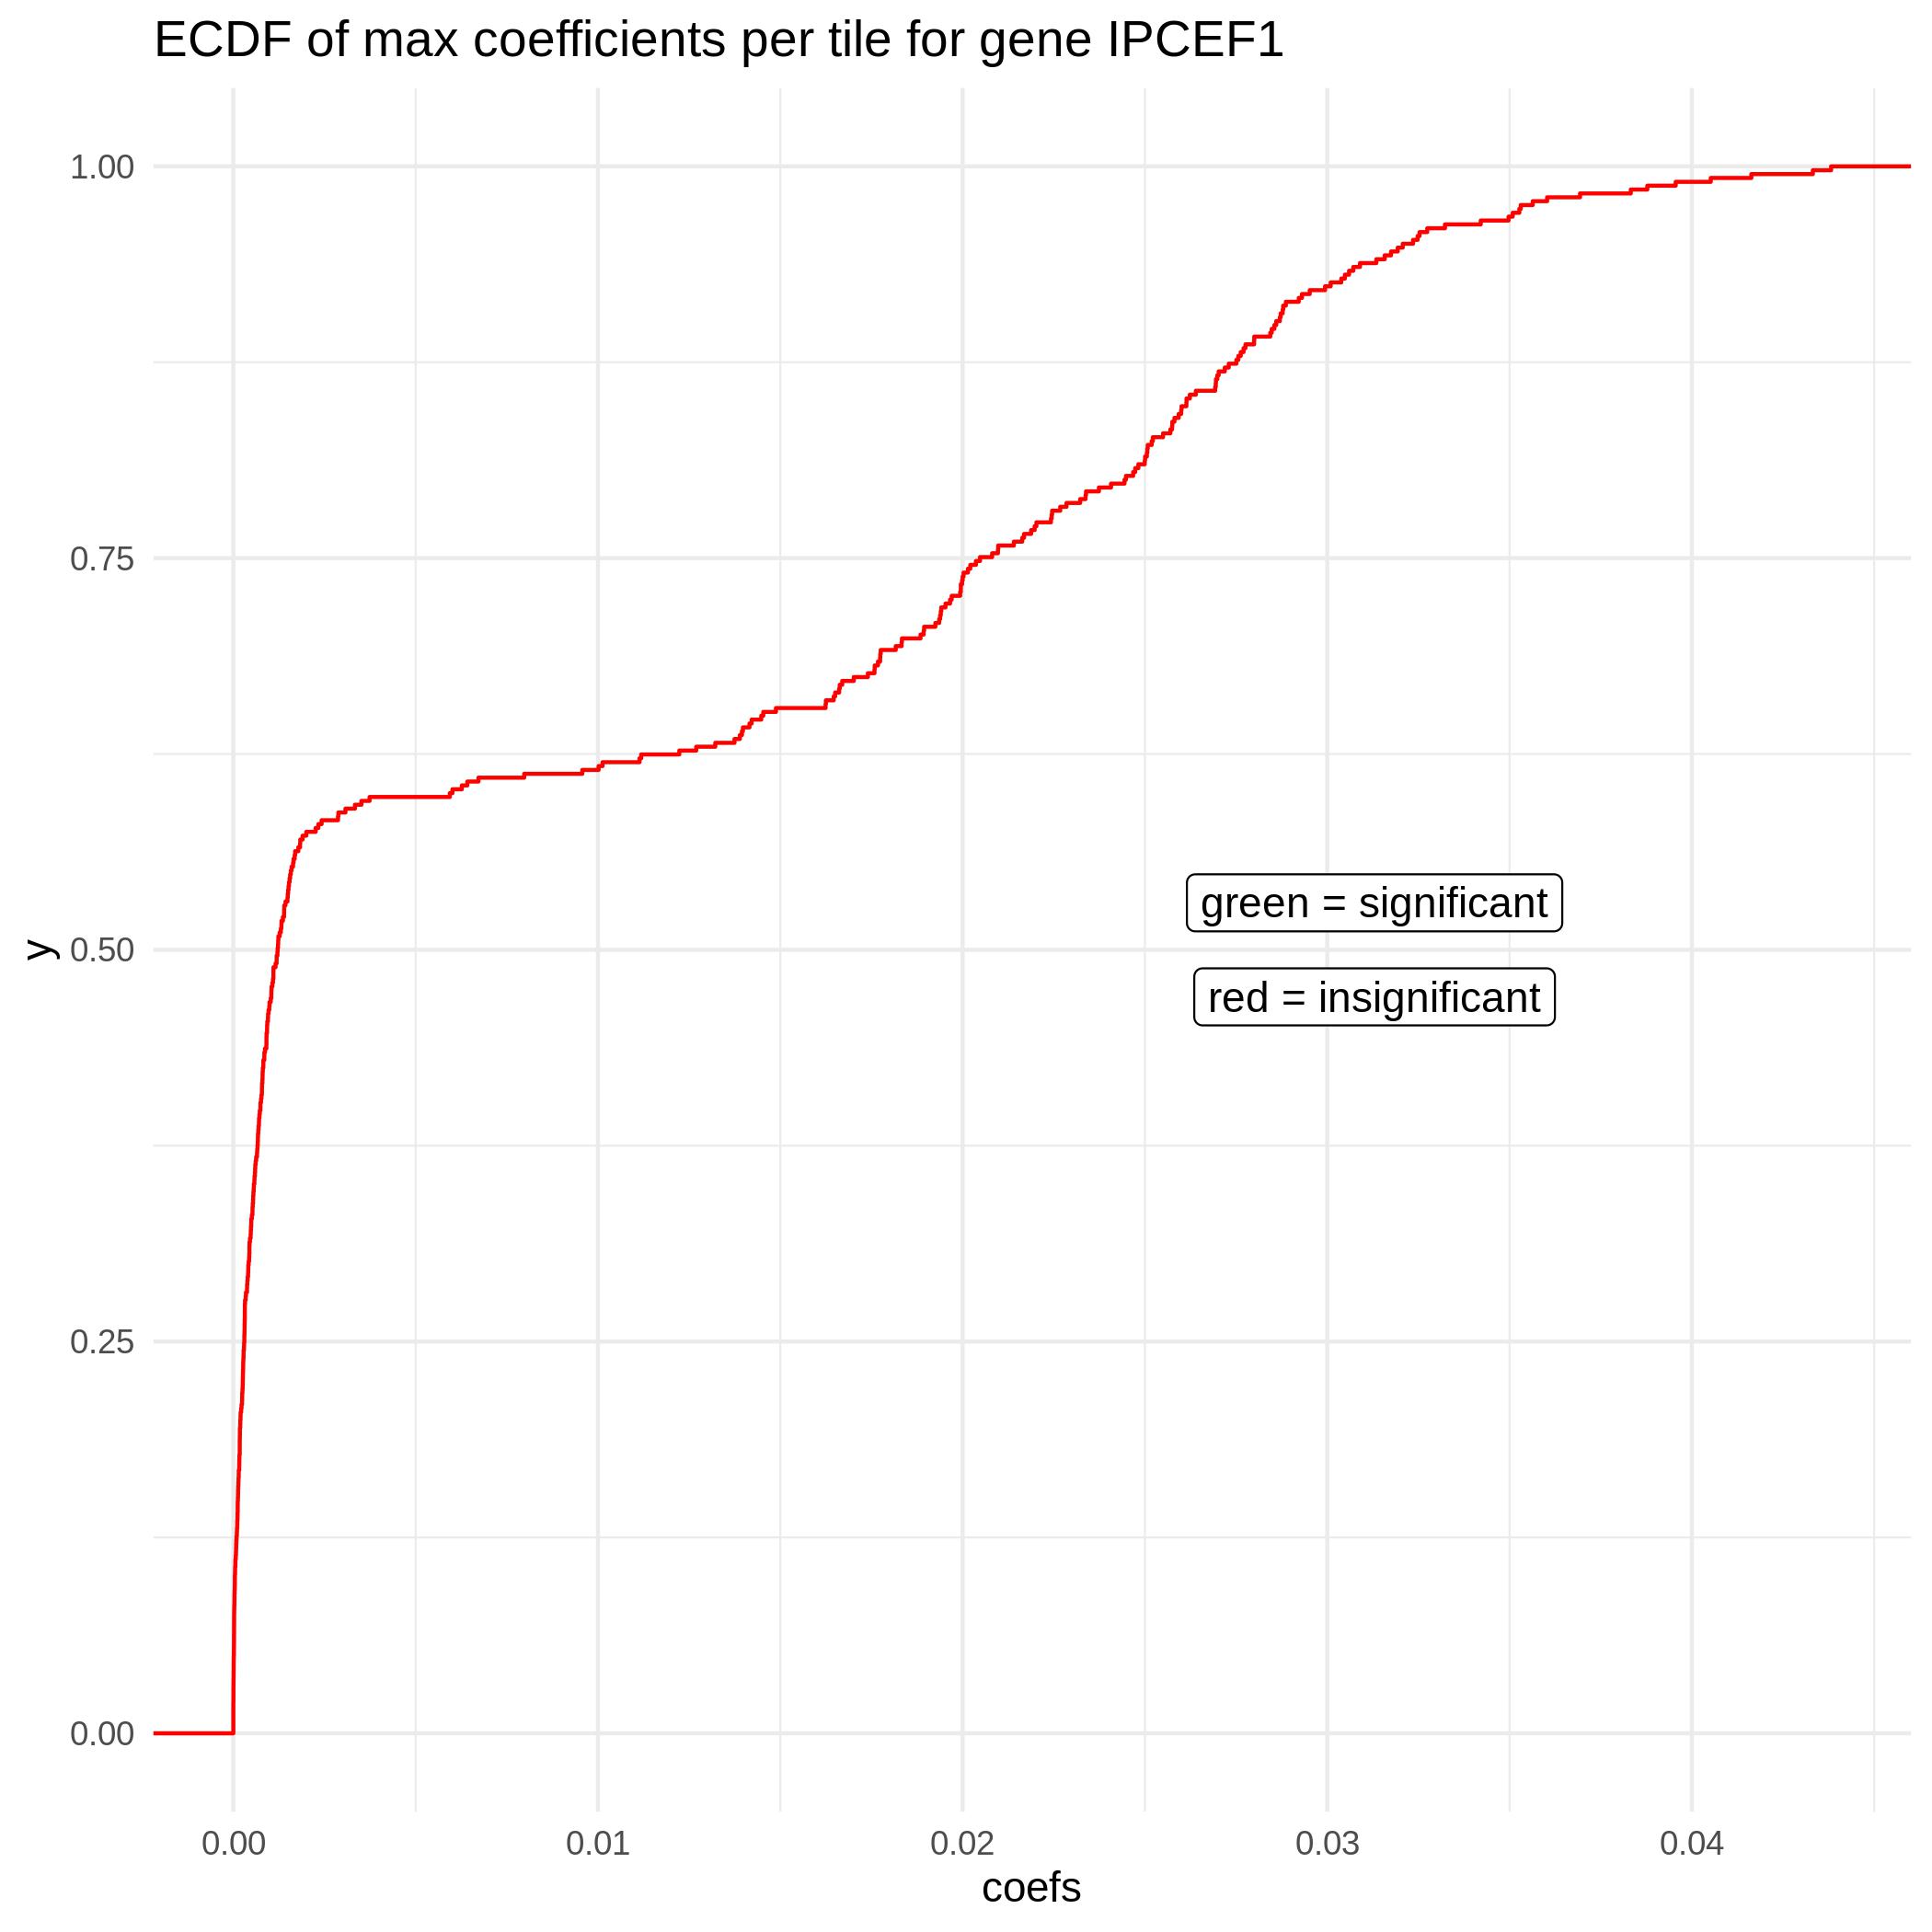 ECDF of max coefficients per tile for gene IPCEF1
1.00
0.75
0.50
0.25
0.00
y
green = significant
red = insignificant
0.00
0.01
0.02
0.03
0.04
coefs